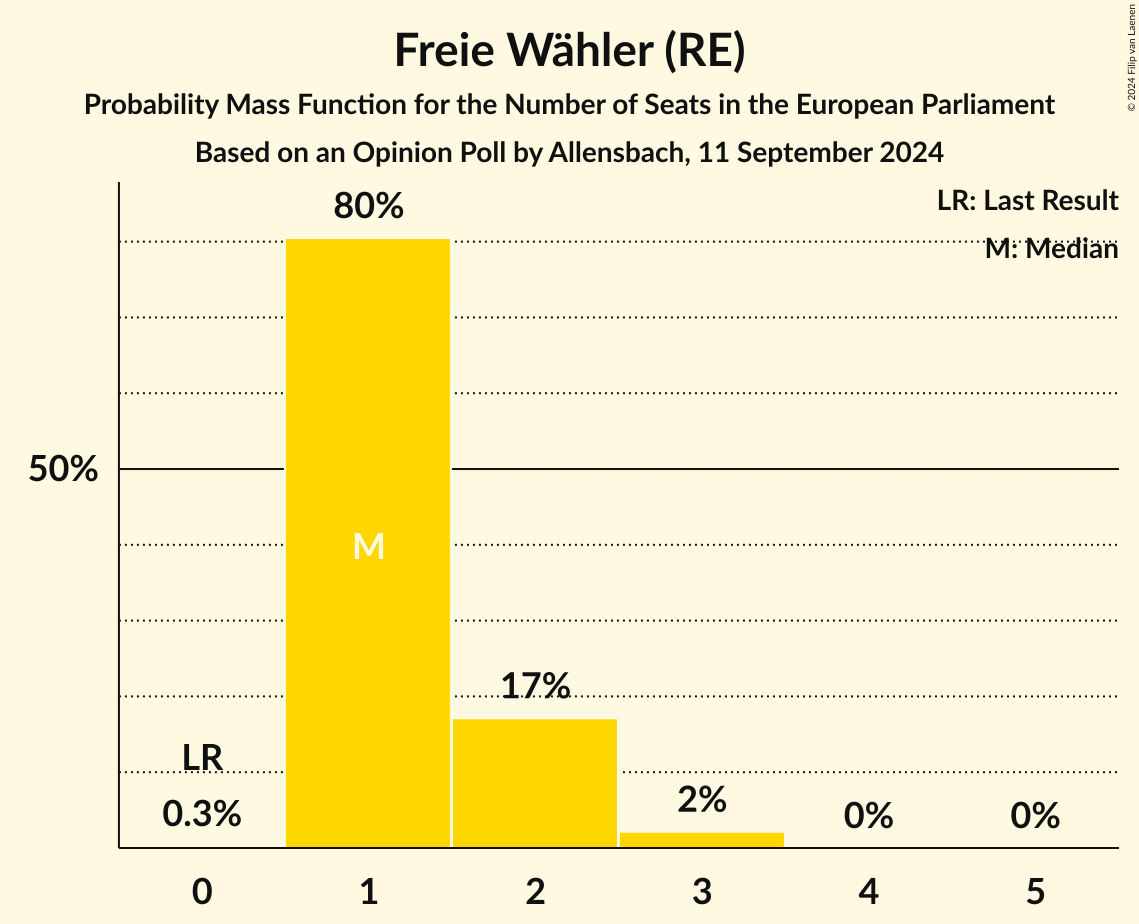 Freie Wähler (RE)
Probability Mass Function for the Number of Seats in the European Parliament
Based on an Opinion Poll by Allensbach, 11 September 2024
© 2024 Filip van Laenen
LR: Last Result
M: Median
80%
50%
M
17%
LR
0.3%
2%
0%
0%
0 1 2 3 4 5